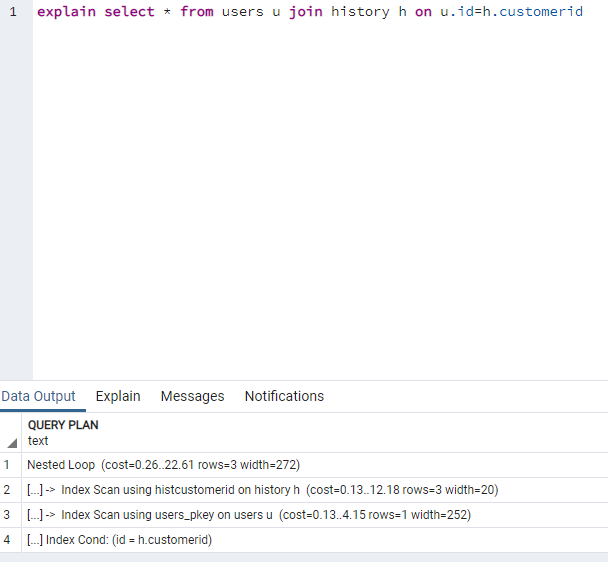 1 explain select * from users u join history h on u.id=h.customerid
Data Output Explain Messages Notifications
QUERY PLAN
text
1 Nested Loop (cost=0.26..22.61 rows=3 width=272)
2 [...] -> Index Scan using histcustomerid on history h (cost=0.13..12.18 rows=3 width=20)
3 [...] -> Index Scan using users_pkey on users u (cost=0.13..4.15 rows=1 width=252)
4 [...] Index Cond: (id = h.customerid)